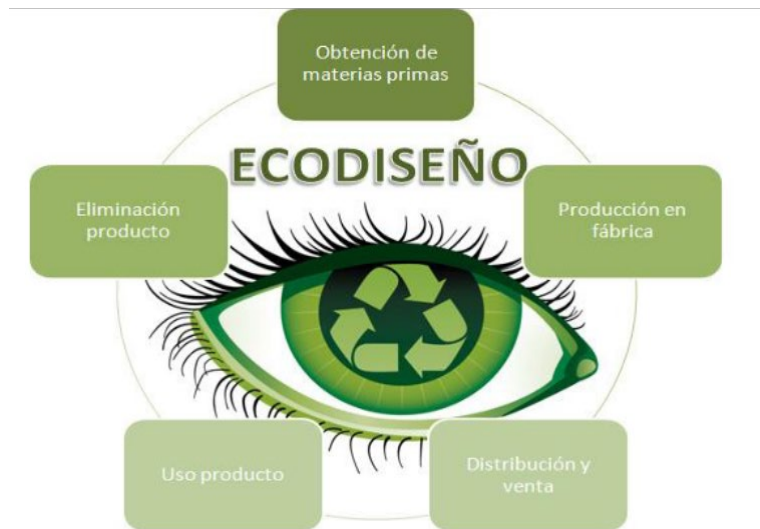 Obtención de
materias primas
ECODISEÑO
Eliminación
producto
Producción en
fábrica
Uso producto
Distribución y
venta